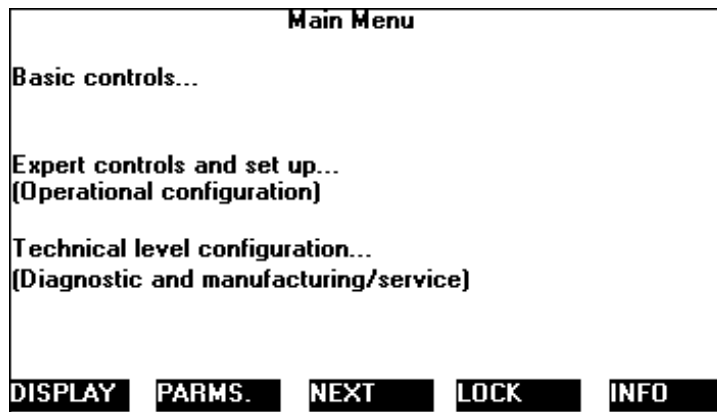 Main Menu
Basic controls...
Expert controls and set up...
(Operational configuration)
Technical level configuration...
(Diagnostic and manufacturing/service)
DISPLAY PARMS. NEXT LOCK INFO